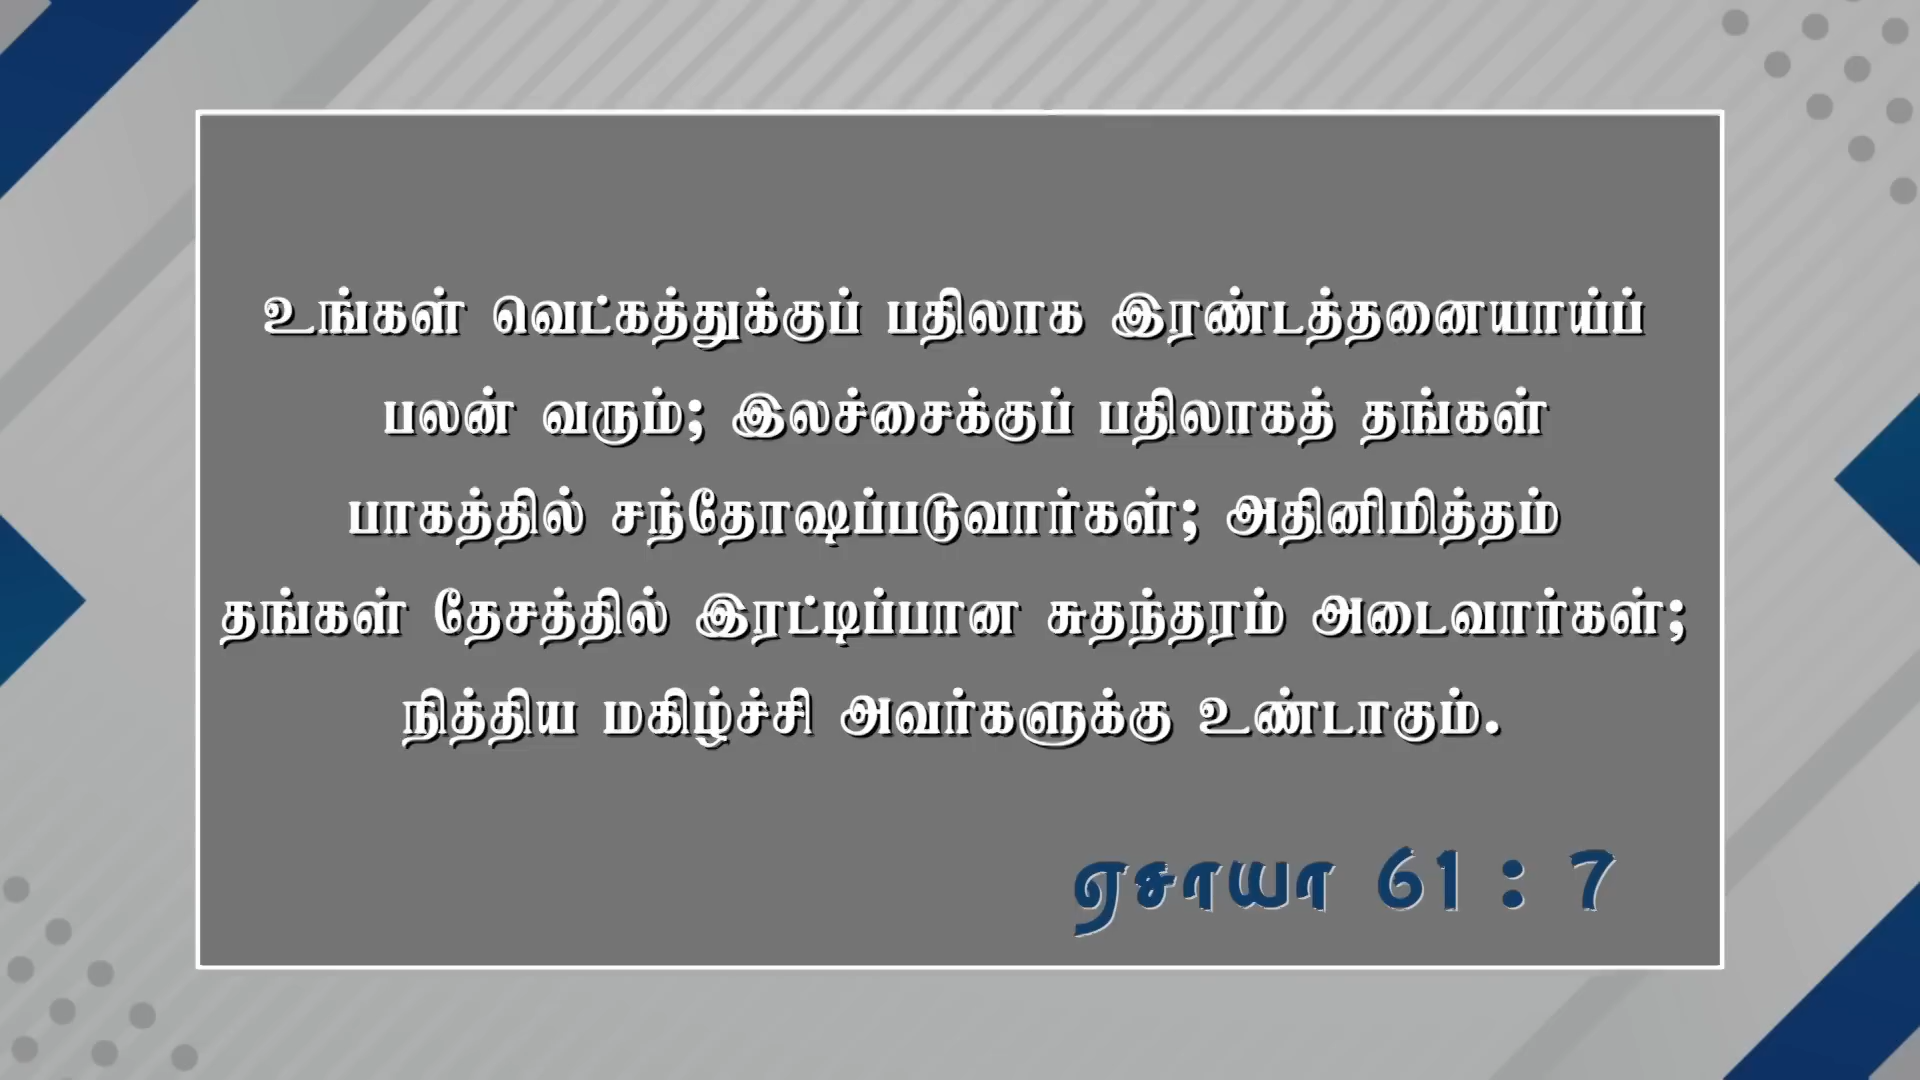 உங்கள் வெட்கத்துக்குப் பதிலாக இரண்டத்தனையாய்ப்
பலன் வரும்; இலச்சைக்குப் பதிலாகத் தங்கள்
பாகத்தில் சந்தோஷப்படுவார்கள்; அதினிமித்தம்
தங்கள் தேசத்தில் இரட்டிப்பான சுதந்தரம் அடைவார்கள்;
நித்திய மகிழ்ச்சி அவர்களுக்கு உண்டாகும்.
ஏசாயா 61 : 7